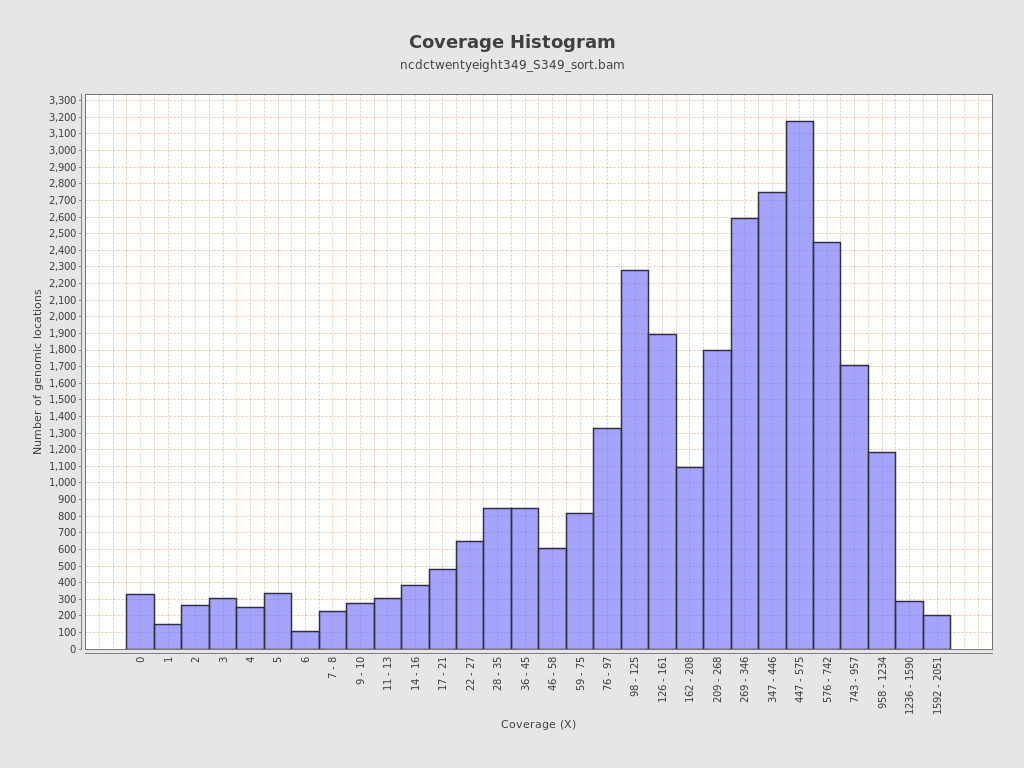 Coverage Histogram
ncdctwentyeight349_S349_sort.bam
Number of genomic locations
3,300
3,200
3,100
3,000
2,900
2,800
2,700
2,600
2,500
2,400
2,300
2,200
2,100
2,000
1,900
1,800
1,700
1,600
1,500
1,400
1,300
1,200
1,100
1,000
900
800
700
600
500
400
300
200
100
0
0
1
2
3
4
5
6
7 - 8
9 - 10
11 - 13
14 - 16
17 - 21
22 - 27
28 - 35
36 - 45
46 - 58
59 - 75
76 - 97
98 - 125
126 - 161
162 - 208
209 - 268
269 - 346
347 - 446
447 - 575
576 - 742
743 - 957
958 - 1234
1236 - 1590
1592 - 2051
Coverage (X)